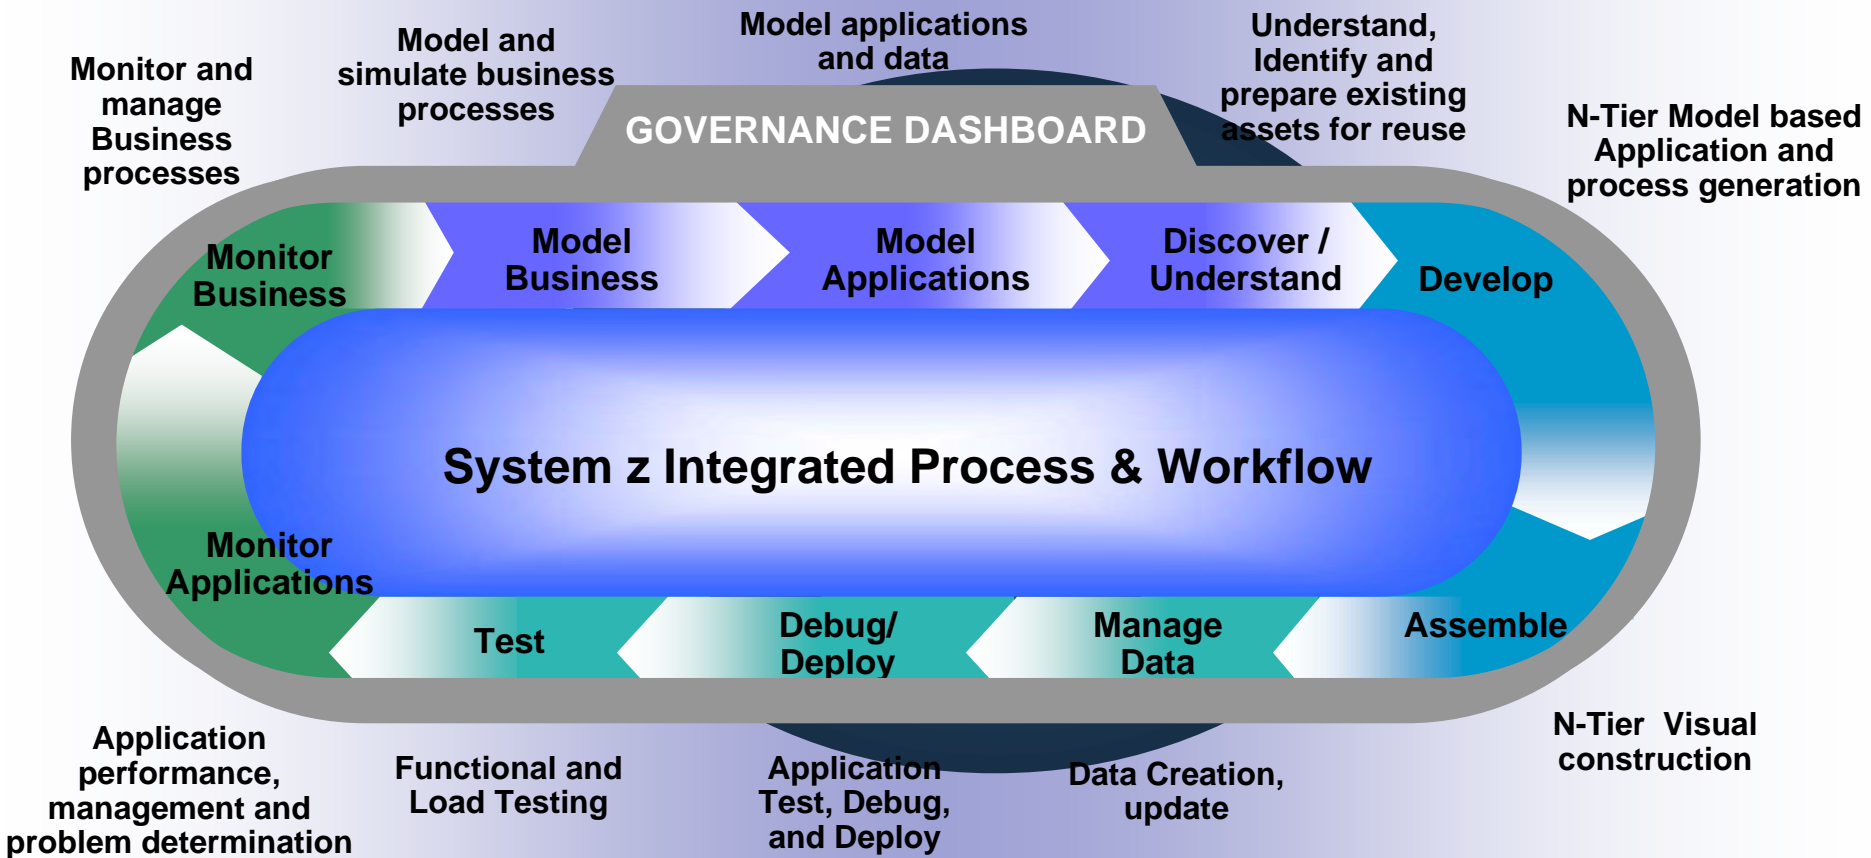 Monitor and
manage
Business
processes
Model and
simulate business
processes
Model applications
and data
Understand,
Identify and
prepare existing
assets for reuse
N-Tier Model based
Application and
process generation
GOVERNANCE DASHBOARD
Monitor
Business
Model
Business
Model
Applications
Discover /
Understand
Develop
System z Integrated Process & Workflow
Monitor
Applications
Test
Debug/
Deploy
Manage
Data
Assemble
Application
performance,
management and
problem determination
Functional and
Load Testing
Application
Test, Debug,
and Deploy
Data Creation,
update
N-Tier Visual
construction